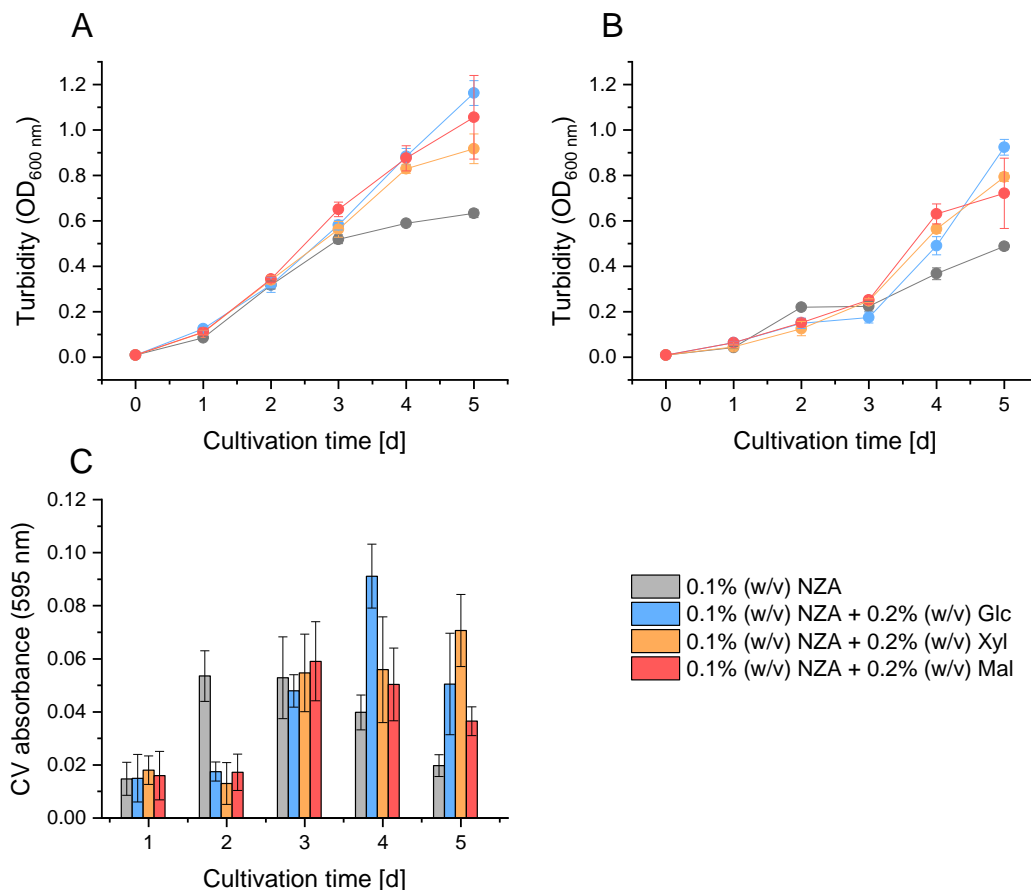 A
Turbidity (OD600 nm)
1.2
1.0
0.8
0.6
0.4
0.2
0.0
0 1 2 3 4 5
Cultivation time [d]
B
Turbidity (OD600 nm)
1.2
1.0
0.8
0.6
0.4
0.2
0.0
0 1 2 3 4 5
Cultivation time [d]
C
CV absorbance (595 nm)
0.12
0.10
0.08
0.06
0.04
0.02
0.00
1 2 3 4 5
Cultivation time [d]
0.1% (w/v) NZA
0.1% (w/v) NZA + 0.2% (w/v) Glc
0.1% (w/v) NZA + 0.2% (w/v) Xyl
0.1% (w/v) NZA + 0.2% (w/v) Mal